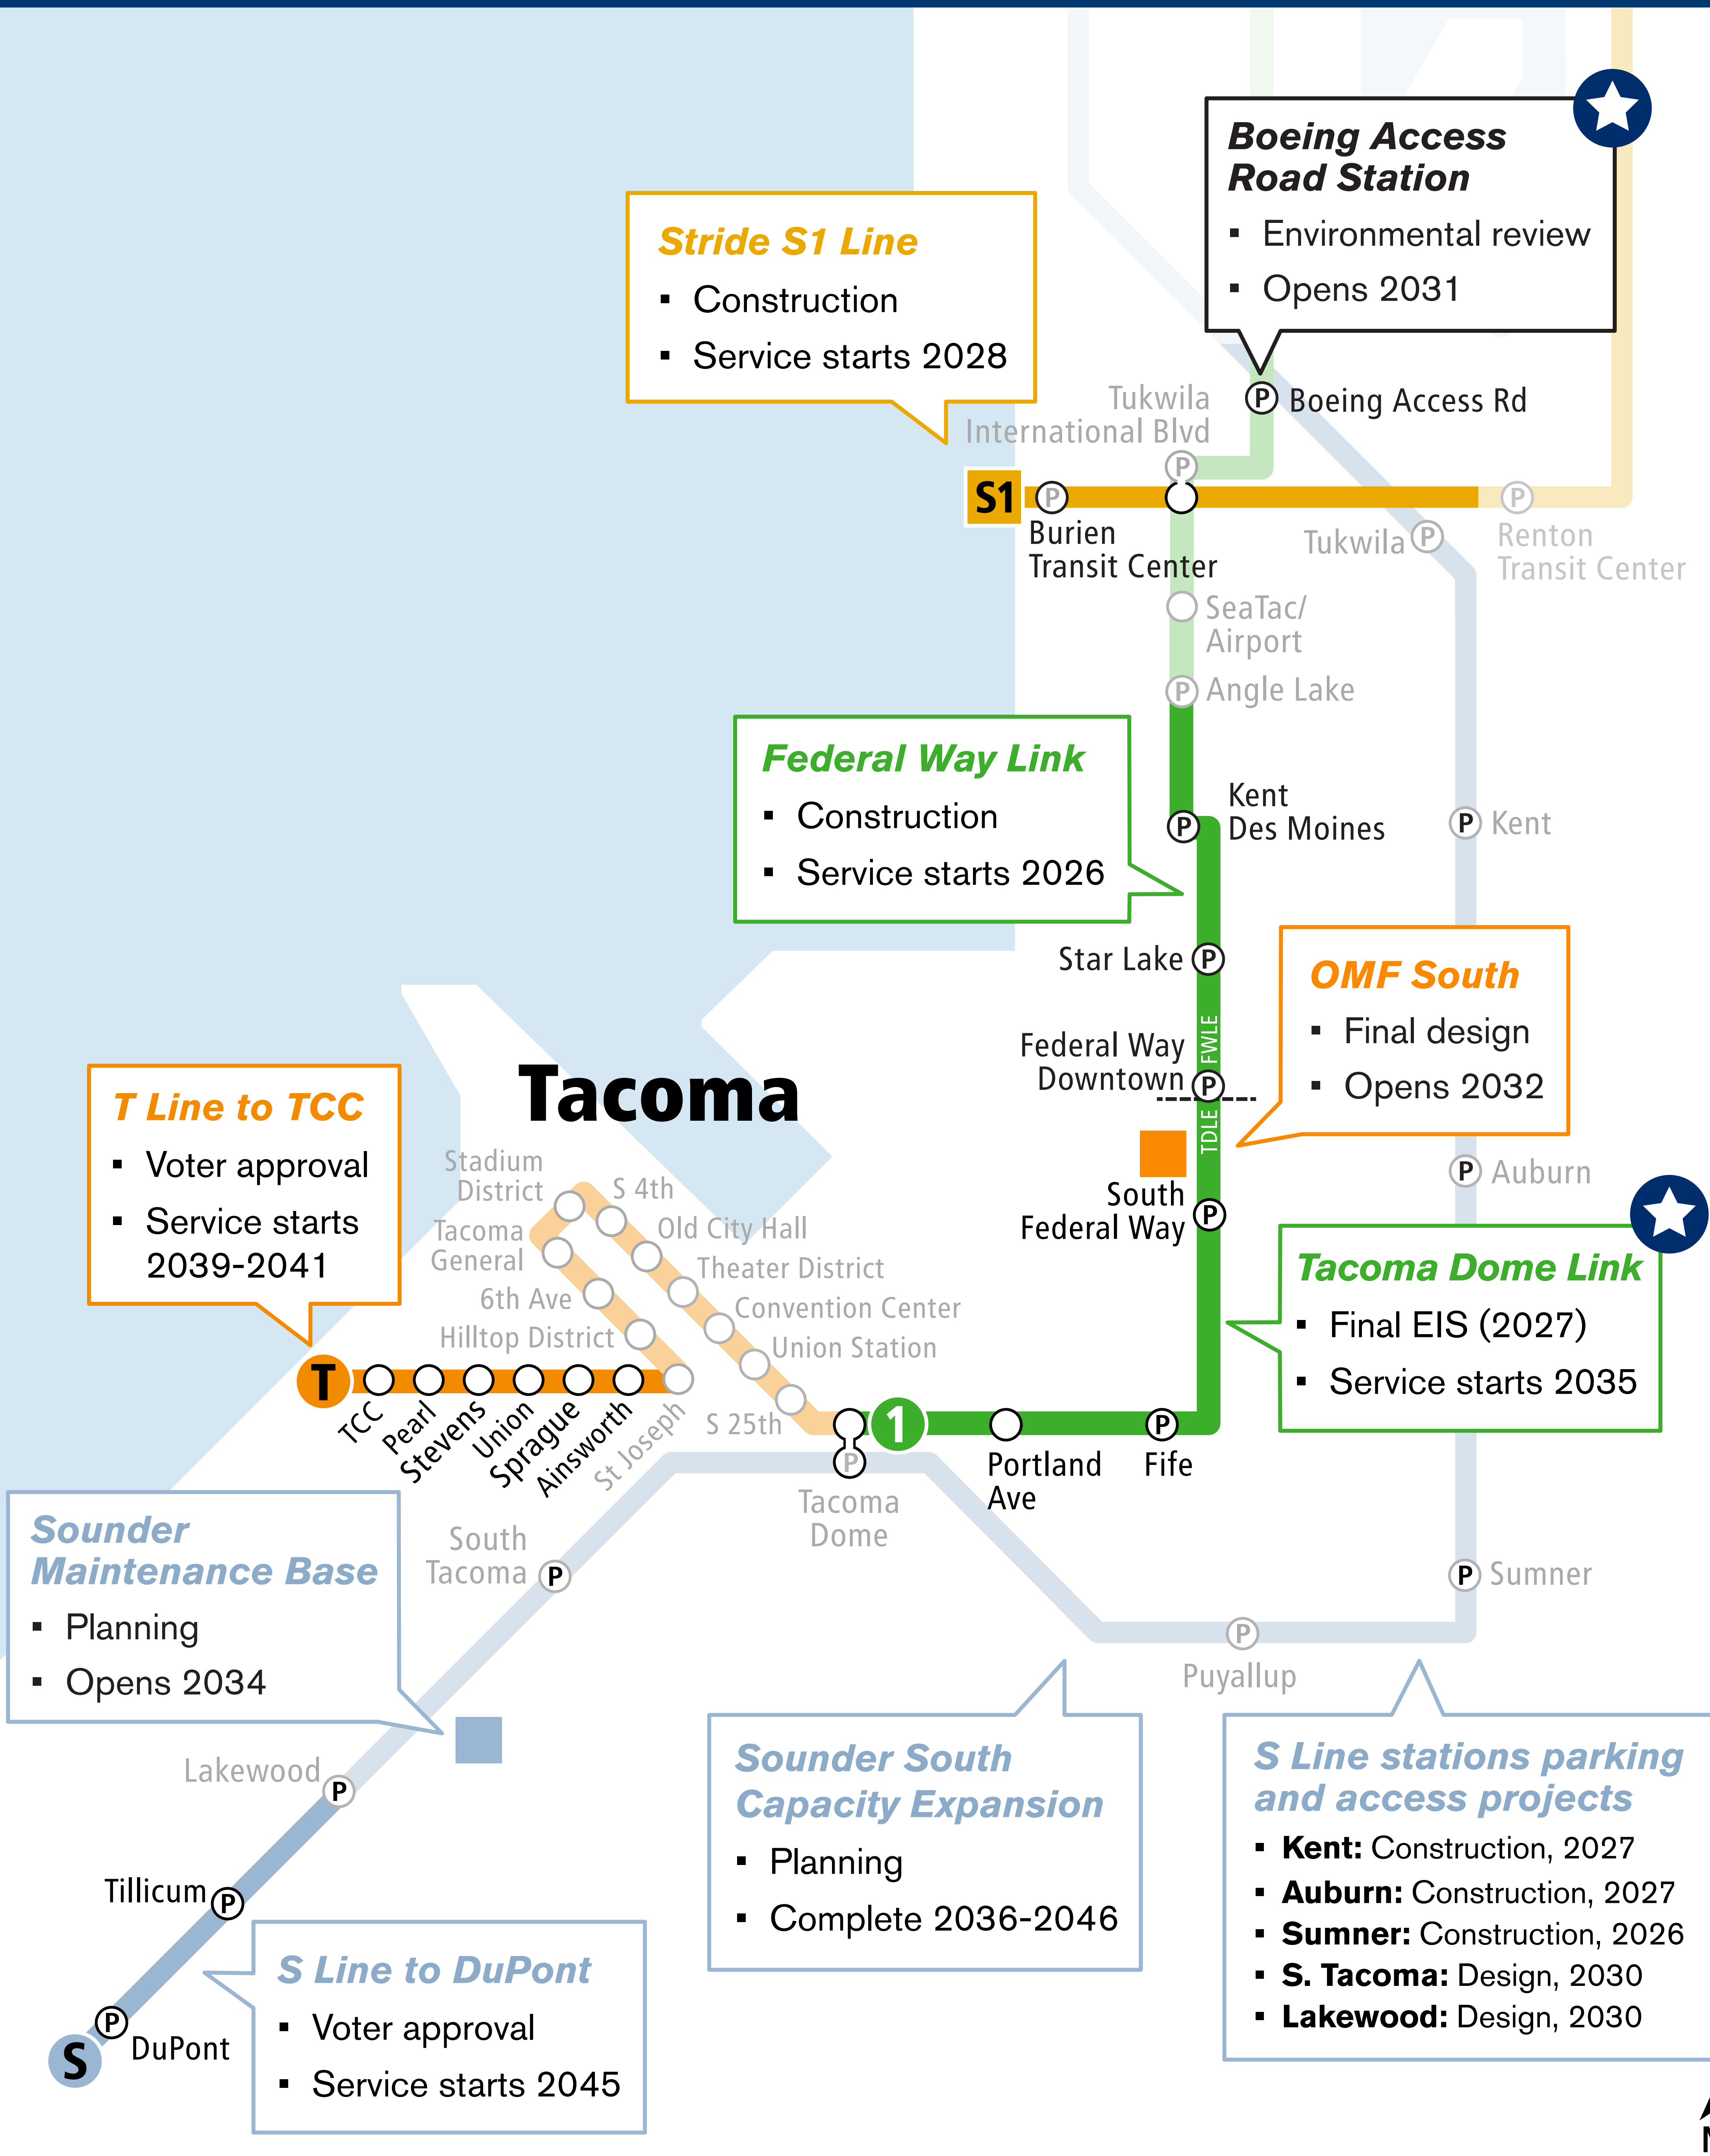 Boeing Access
Road Station
▪ Environmental review
▪ Opens 2031
Stride S1 Line
▪ Construction
▪ Service starts 2028
Tukwila
International Blvd
P
P
Boeing Access Rd
S1
P
Burien
Transit Center
Tukwila
P
P
Renton
Transit Center
SeaTac/
Airport
P
Angle Lake
Federal Way Link
▪ Construction
▪ Service starts 2026
Kent
Des Moines
P
P
Kent
Star Lake
P
OMF South
▪ Final design
▪ Opens 2032
Federal Way
Downtown
P
FWLE
TDLE
South
Federal Way
P
P
Auburn
Tacoma Dome Link
▪ Final EIS (2027)
▪ Service starts 2035
Tacoma
T Line to TCC
▪ Voter approval
▪ Service starts
2039-2041
Stadium
District
S 4th
Tacoma
General
Old City Hall
Theater District
6th Ave
Convention Center
Hilltop District
Union Station
S 25th
T
TCC
Pearl
Stevens
Union
Sprague
Ainsworth
St Joseph
1
P
Tacoma
Dome
Portland
Ave
P
Fife
Sounder
Maintenance Base
▪ Planning
▪ Opens 2034
South
Tacoma
P
P
Sumner
P
Puyallup
Lakewood
P
Sounder South
Capacity Expansion
▪ Planning
▪ Complete 2036-2046
S Line stations parking
and access projects
▪ Kent: Construction, 2027
▪ Auburn: Construction, 2027
▪ Sumner: Construction, 2026
▪ S. Tacoma: Design, 2030
▪ Lakewood: Design, 2030
Tillicum
P
S Line to DuPont
▪ Voter approval
▪ Service starts 2045
P
DuPont
S